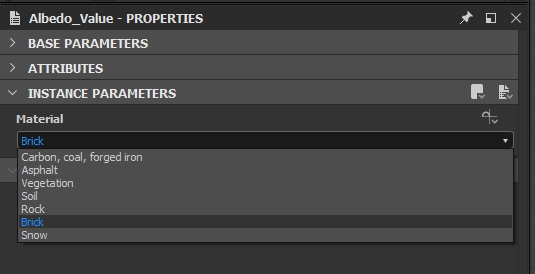 Albedo_Value - PROPERTIES
BASE PARAMETERS
ATTRIBUTES
INSTANCE PARAMETERS
Material
Brick
Carbon, coal, forged iron
Asphalt
Vegetation
Soil
Rock
Brick
Snow